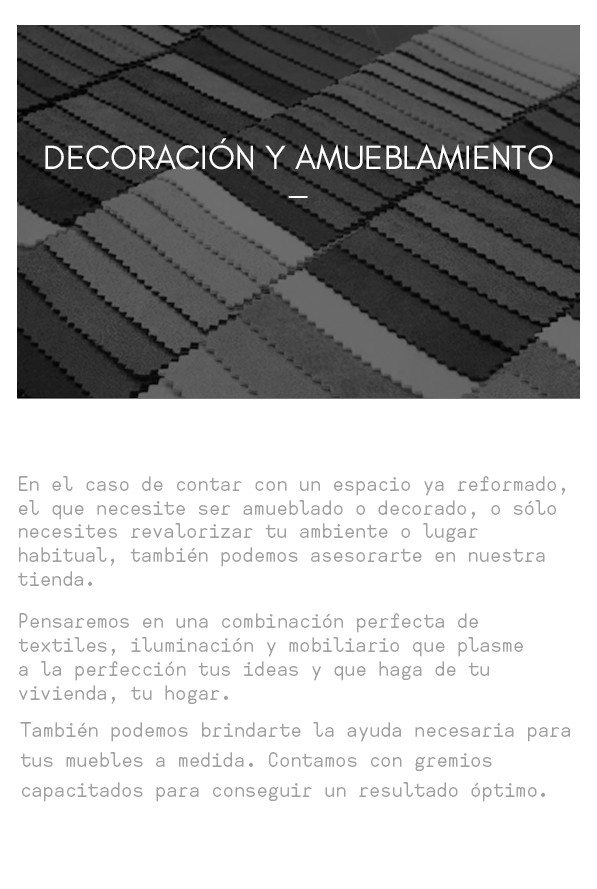 DECORACIÓN Y AMUEBLAMIENTO
En el caso de contar con un espacio ya reformado,
el que necesite ser amueblado o decorado, o sólo
necesites revalorizar tu ambiente o lugar
habitual, también podemos asesorarte en nuestra
tienda.
Pensaremos en una combinación perfecta de
textiles, iluminación y mobiliario que plasme
a la perfección tus ideas y que haga de tu
vivienda, tu hogar.
También podemos brindarte la ayuda necesaria para
tus muebles a medida. Contamos con gremios
capacitados para conseguir un resultado óptimo.